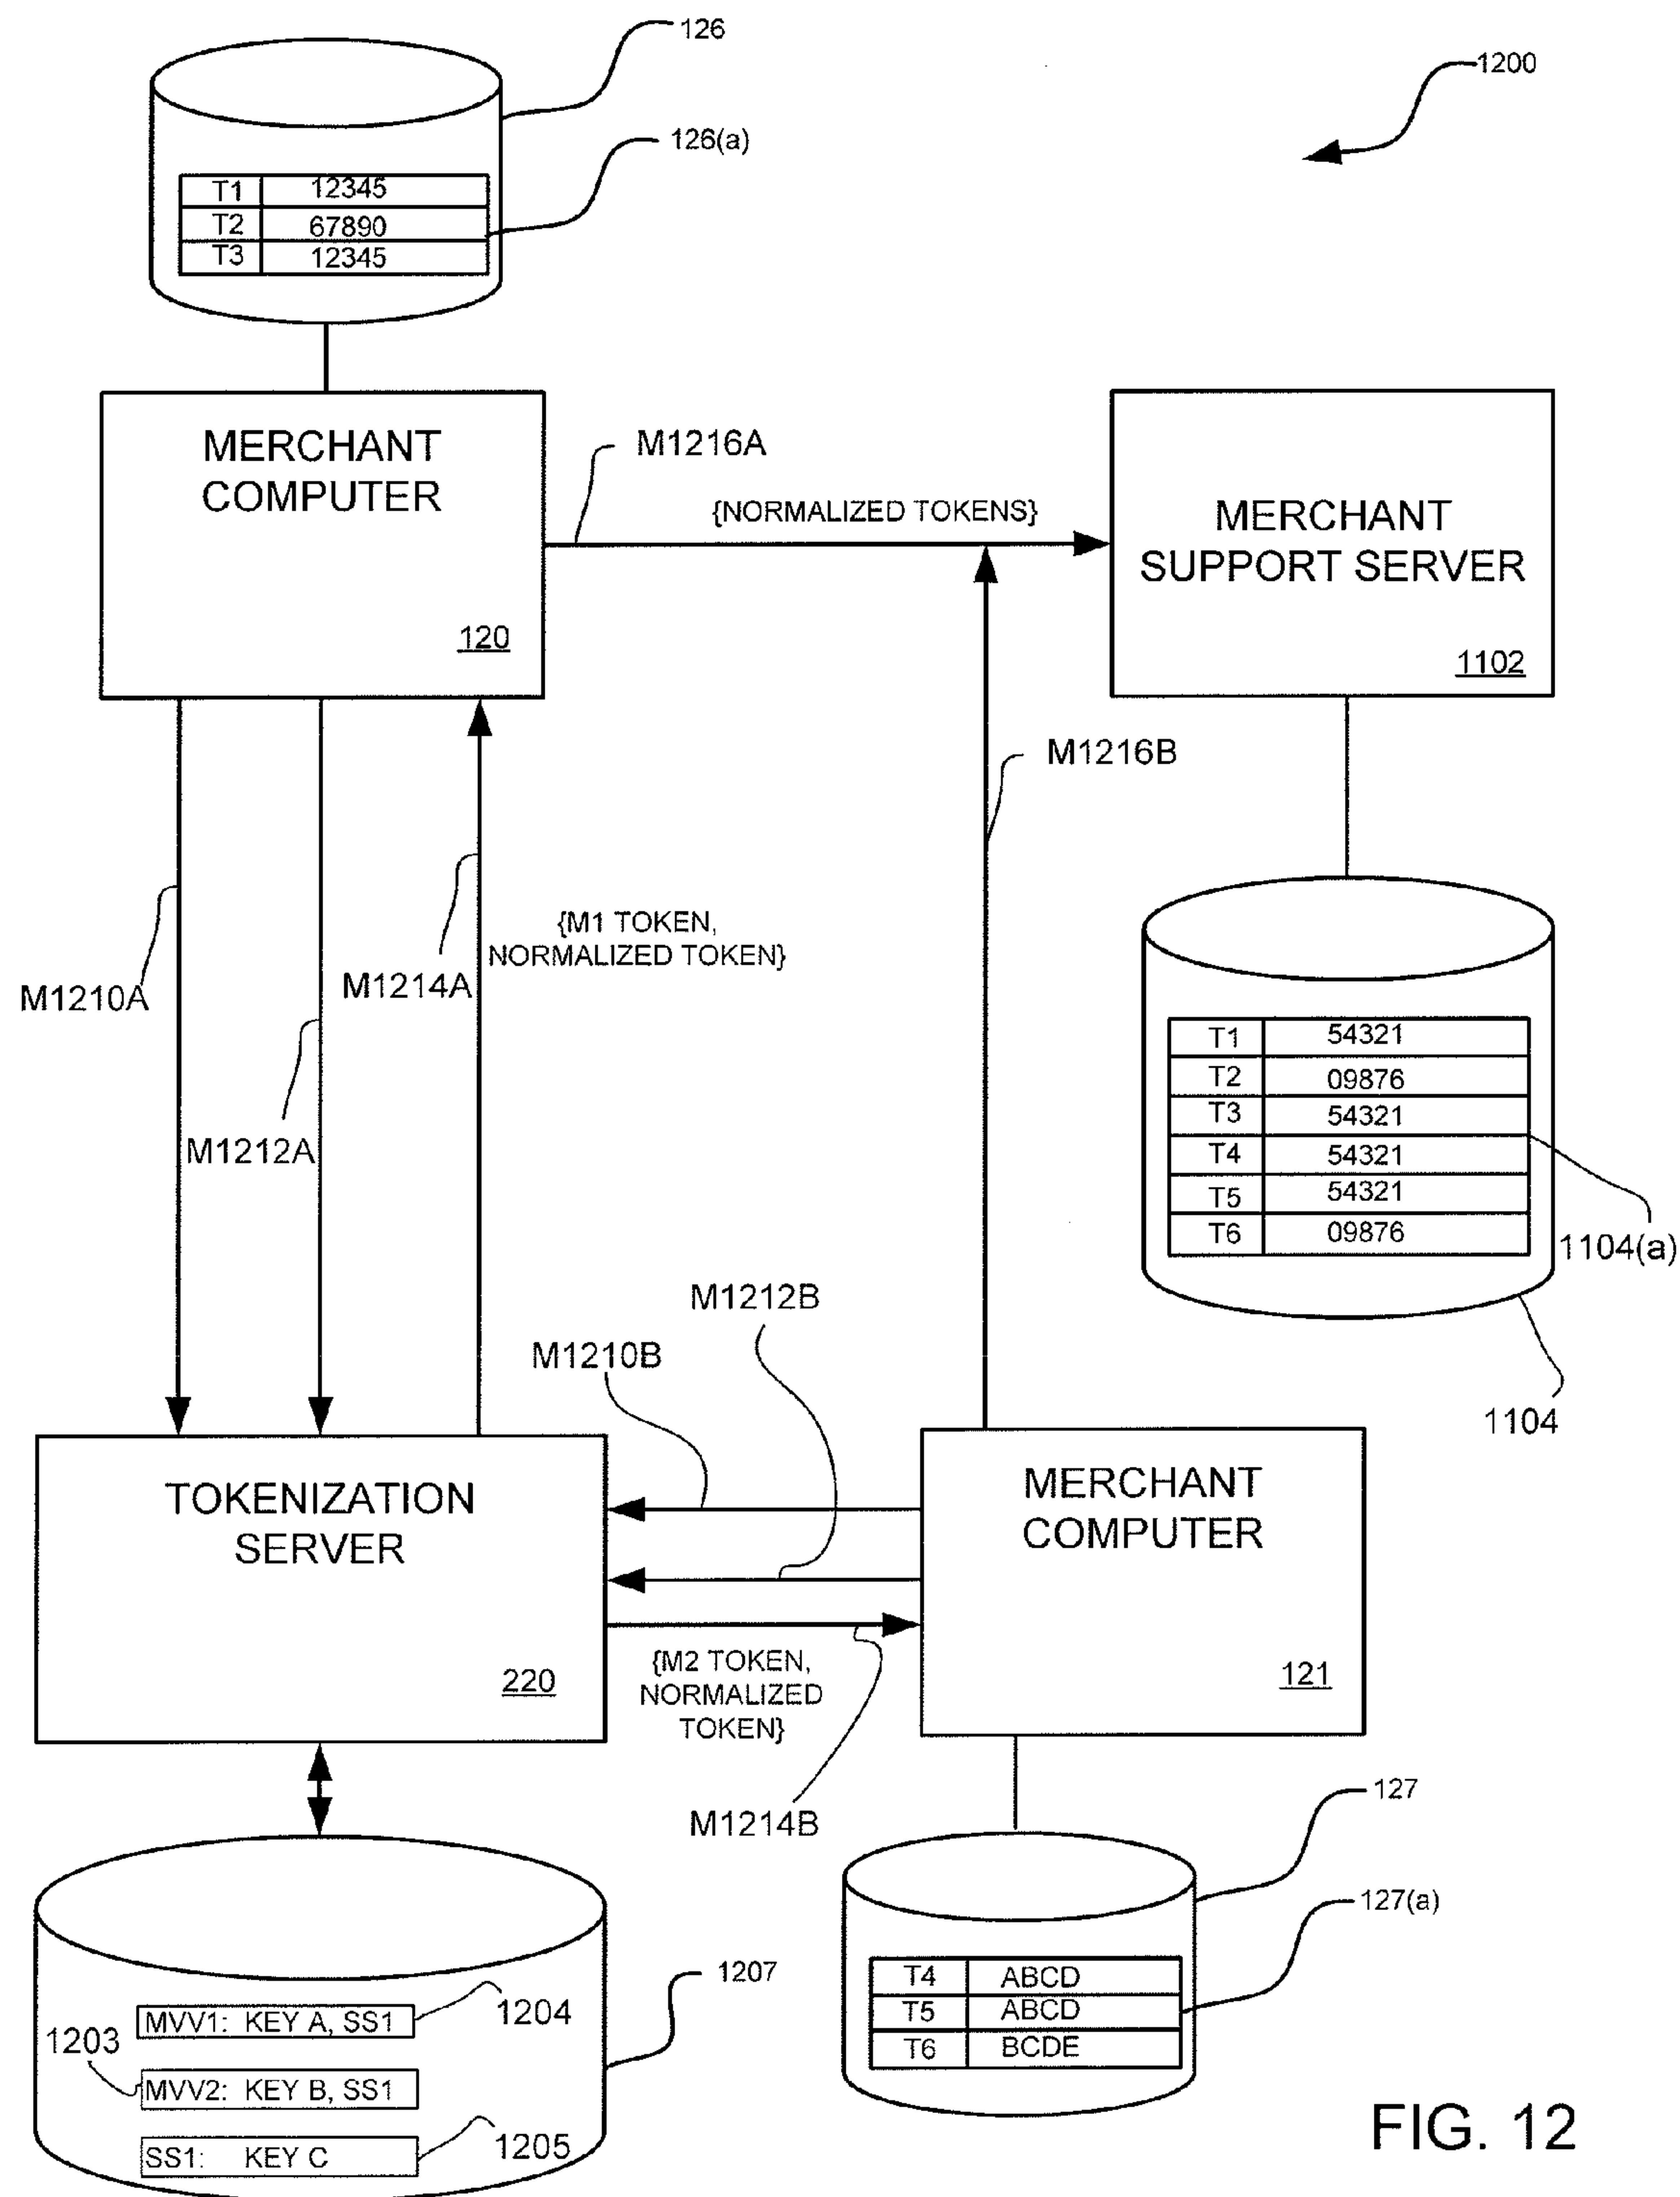 126
1200
126(a)
T1 12345
T2 67890
T3 12345
MERCHANT
COMPUTER
120
M1216A
{NORMALIZED TOKENS}
MERCHANT
SUPPORT SERVER
1102
M1216B
{M1 TOKEN,
NORMALIZED TOKEN}
M1210A
M1214A
M1212A
T1 54321
T2 09876
T3 54321
T4 54321
T5 54321
T6 09876
1104(a)
1104
M1212B
M1210B
TOKENIZATION
SERVER
220
MERCHANT
COMPUTER
121
{M2 TOKEN,
NORMALIZED
TOKEN}
M1214B
127
127(a)
T4 ABCD
T5 ABCD
T6 BCDE
1207
1204
MVV1: KEY A, SS1
1203
MVV2: KEY B, SS1
1205
SS1: KEY C
FIG. 12